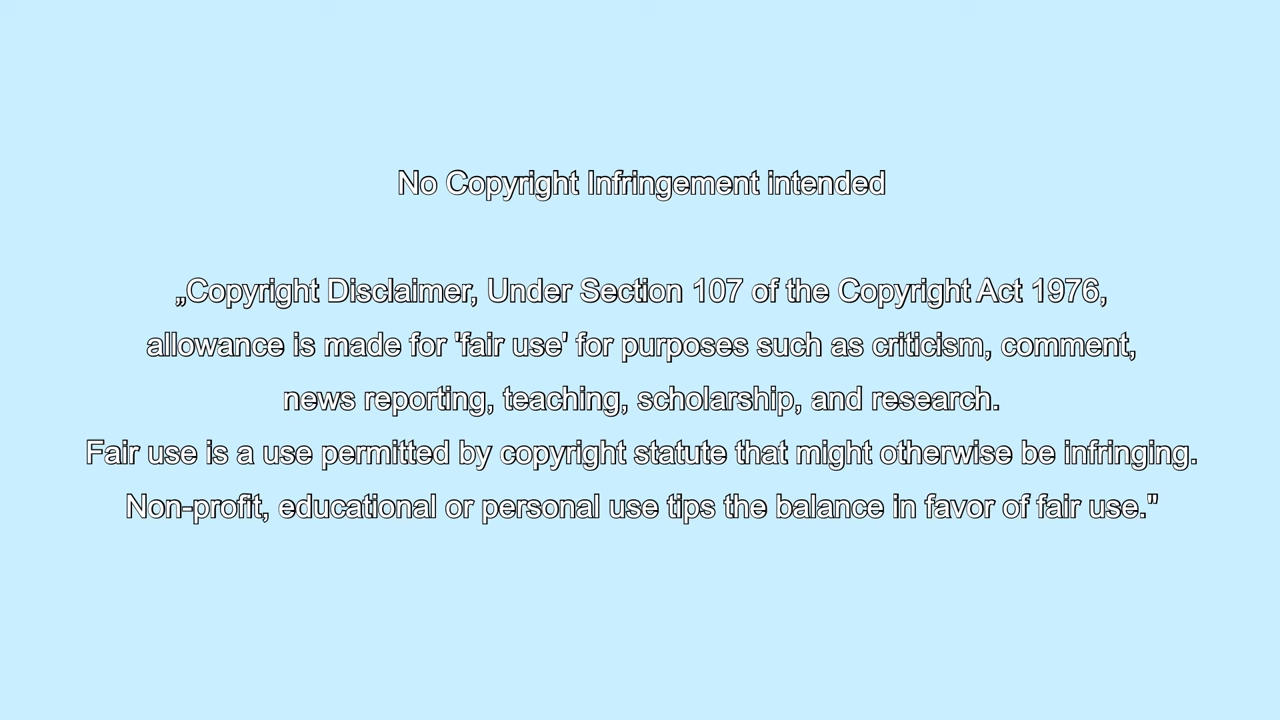 No Copyright Infringement intended
„Copyright Disclaimer, Under Section 107 of the Copyright Act 1976,
allowance is made for 'fair use' for purposes such as criticism, comment,
news reporting, teaching, scholarship, and research.
Fair use is a use permitted by copyright statute that might otherwise be infringing.
Non-profit, educational or personal use tips the balance in favor of fair use."